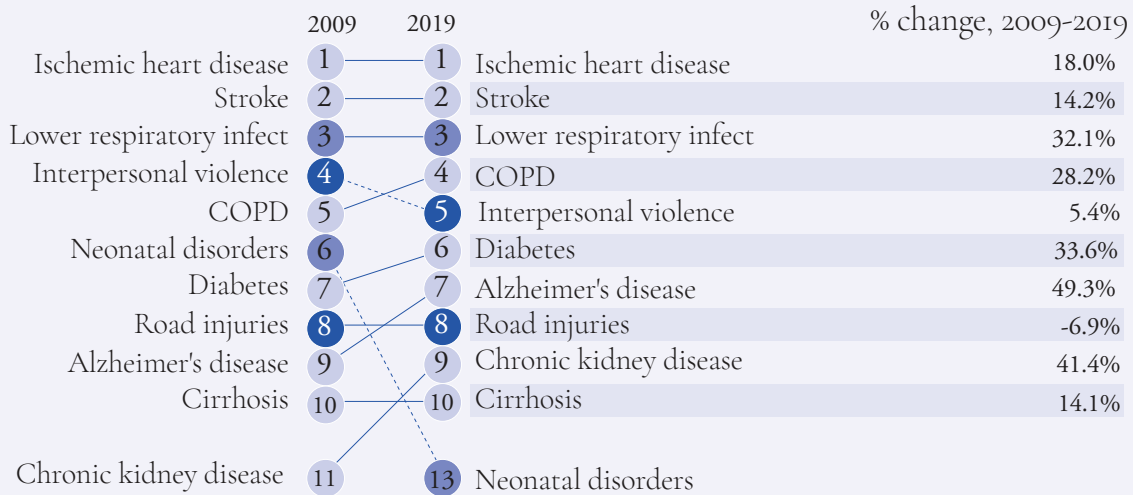 2009 2019 % change, 2009-2019
Ischemic heart disease 1 1 Ischemic heart disease 18.0%
Stroke 2 2 Stroke 14.2%
Lower respiratory infect 3 3 Lower respiratory infect 32.1%
Interpersonal violence 4 4 COPD 28.2%
COPD 5 5 Interpersonal violence 5.4%
Neonatal disorders 6 6 Diabetes 33.6%
Diabetes 7 7 Alzheimer's disease 49.3%
Road injuries 8 8 Road injuries -6.9%
Alzheimer's disease 9 9 Chronic kidney disease 41.4%
Cirrhosis 10 10 Cirrhosis 14.1%
Chronic kidney disease 11 13 Neonatal disorders